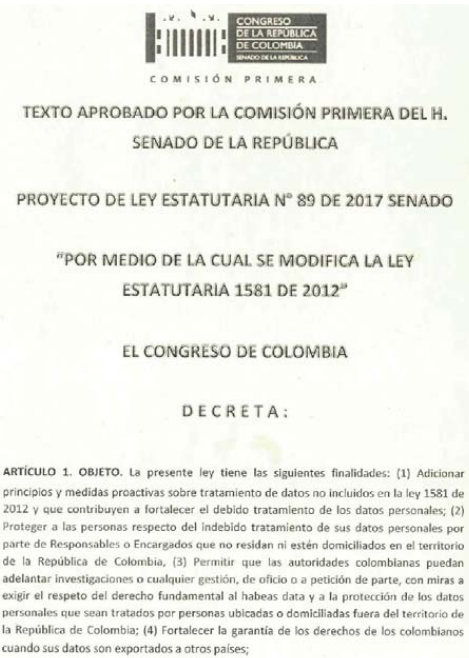 CONGRESO
DE LA REPÚBLICA
DE COLOMBIA
SENADO DE LA REPÚBLICA
COMISIÓN PRIMERA
TEXTO APROBADO POR LA COMISIÓN PRIMERA DEL H.
SENADO DE LA REPÚBLICA
PROYECTO DE LEY ESTATUTARIA N° 89 DE 2017 SENADO
"POR MEDIO DE LA CUAL SE MODIFICA LA LEY
ESTATUTARIA 1581 DE 2012"
EL CONGRESO DE COLOMBIA
DECRETA:
ARTÍCULO 1. OBJETO. La presente ley tiene las siguientes finalidades: (1) Adicionar
principios y medidas proactivas sobre tratamiento de datos no incluidos en la ley 1581 de
2012 y que contribuyen a fortalecer el debido tratamiento de los datos personales; (2)
Proteger a las personas respecto del indebido tratamiento de sus datos personales por
parte de Responsables o Encargados que no residan ni estén domiciliados en el territorio
de la República de Colombia, (3) Permitir que las autoridades colombianas puedan
adelantar investigaciones o cualquier gestión, de oficio o a petición de parte, con miras a
exigir el respeto del derecho fundamental al habeas data y a la protección de los datos
personales que sean tratados por personas ubicadas o domiciliadas fuera del territorio de
la República de Colombia; (4) Fortalecer la garantía de los derechos de los colombianos
cuando sus datos son exportados a otros países;